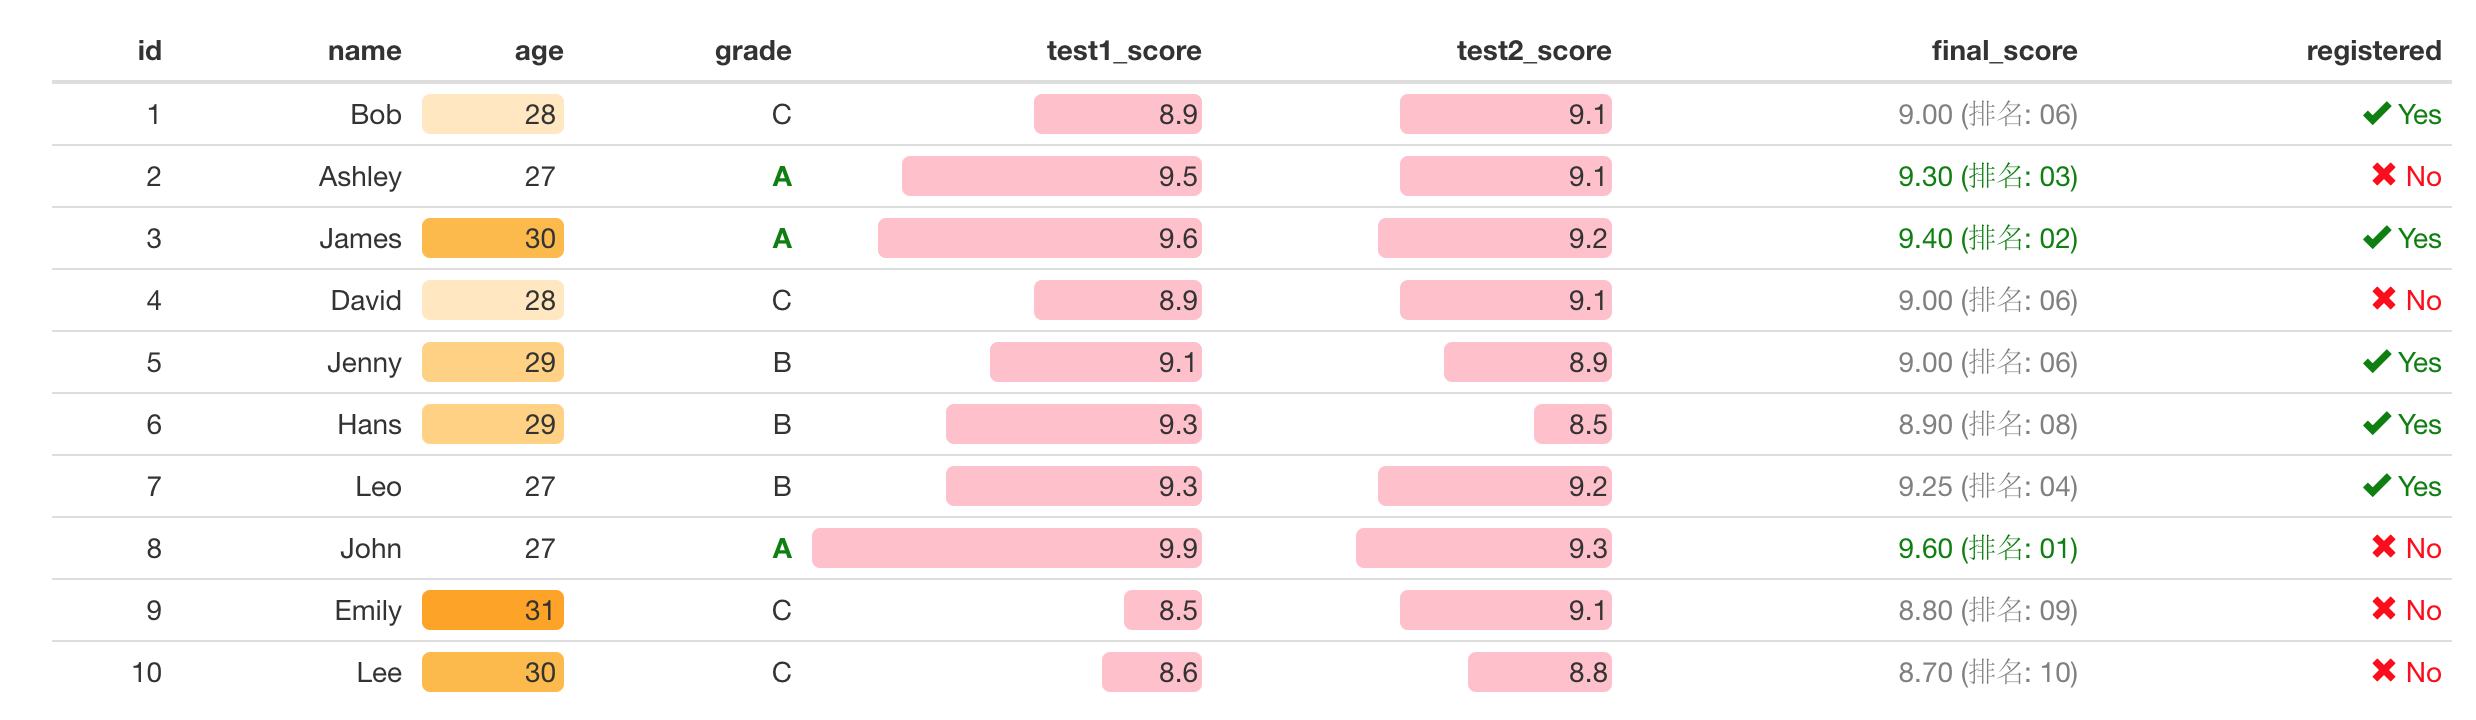 id name age grade test1_score test2_score final_score registered
1 Bob 28 C 8.9 9.1 9.00 (排名: 06) ✔ Yes
2 Ashley 27 A 9.5 9.1 9.30 (排名: 03) ✖ No
3 James 30 A 9.6 9.2 9.40 (排名: 02) ✔ Yes
4 David 28 C 8.9 9.1 9.00 (排名: 06) ✖ No
5 Jenny 29 B 9.1 8.9 9.00 (排名: 06) ✔ Yes
6 Hans 29 B 9.3 8.5 8.90 (排名: 08) ✔ Yes
7 Leo 27 B 9.3 9.2 9.25 (排名: 04) ✔ Yes
8 John 27 A 9.9 9.3 9.60 (排名: 01) ✖ No
9 Emily 31 C 8.5 9.1 8.80 (排名: 09) ✖ No
10 Lee 30 C 8.6 8.8 8.70 (排名: 10) ✖ No